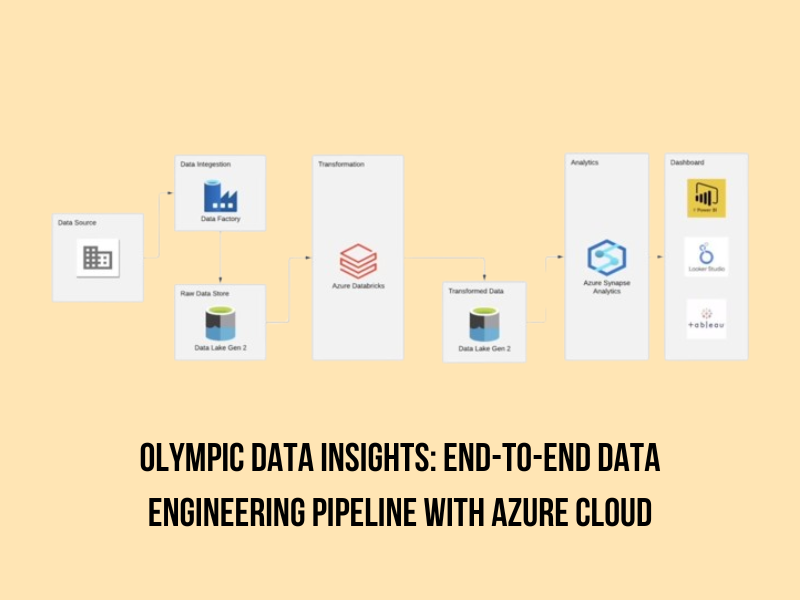 Data Source
Data Integestion
Data Factory
Raw Data Store
Data Lake Gen 2
Transformation
Azure Databricks
Transformed Data
Data Lake Gen 2
Analytics
Azure Synapse
Analytics
Dashboard
Power BI
Looker Studio
+ableau
OLYMPIC DATA INSIGHTS: END-TO-END DATA
ENGINEERING PIPELINE WITH AZURE CLOUD